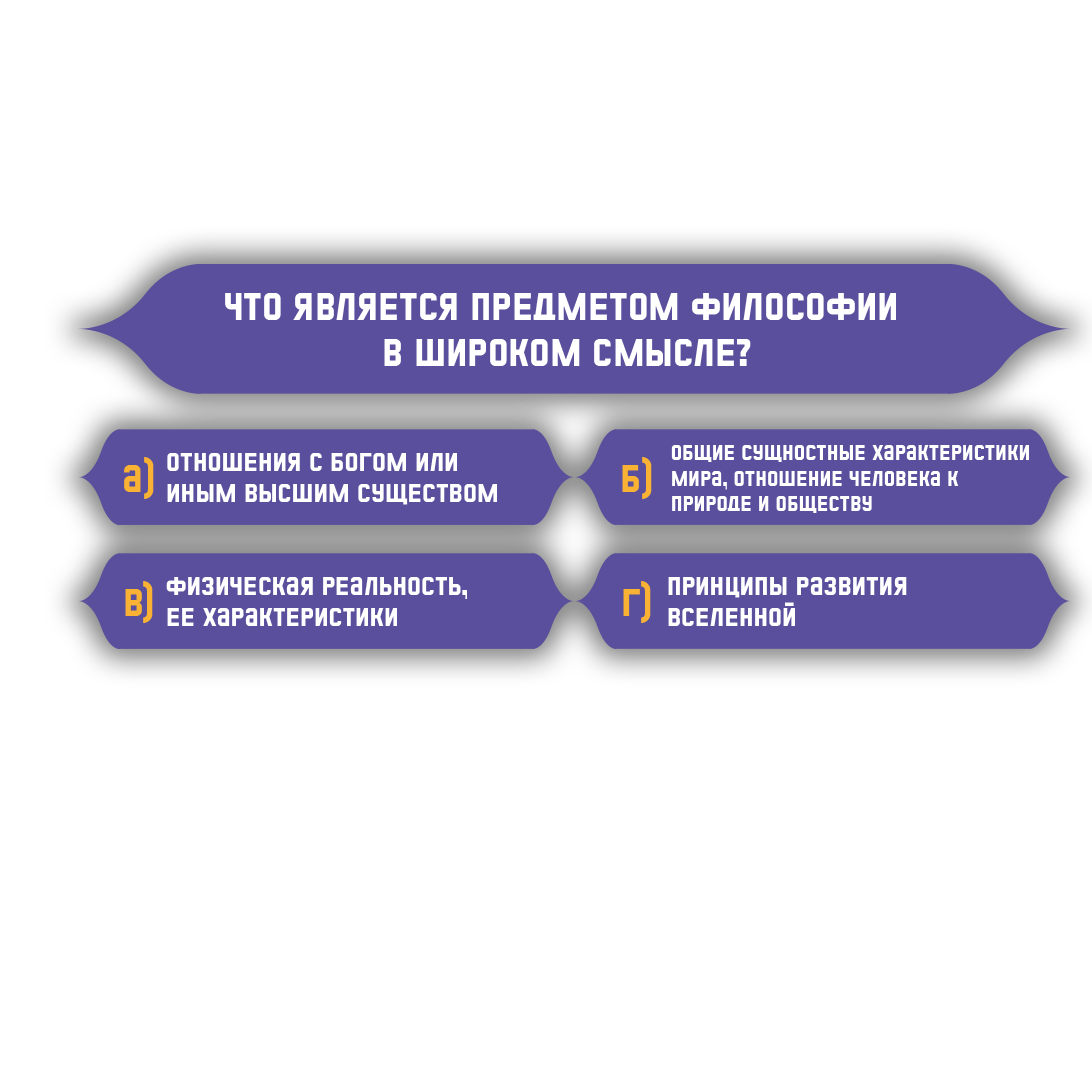 ЧТО ЯВЛЯЕТСЯ ПРЕДМЕТОМ ФИЛОСОФИИ
В ШИРОКОМ СМЫСЛЕ?
а) ОТНОШЕНИЯ С БОГОМ ИЛИ
ИНЫМ ВЫСШИМ СУЩЕСТВОМ
Б) ОБЩИЕ СУЩНОСТНЫЕ ХАРАКТЕРИСТИКИ
МИРА, ОТНОШЕНИЕ ЧЕЛОВЕКА К
ПРИРОДЕ И ОБЩЕСТВУ
В) ФИЗИЧЕСКАЯ РЕАЛЬНОСТЬ,
ЕЕ ХАРАКТЕРИСТИКИ
Г) ПРИНЦИПЫ РАЗВИТИЯ
ВСЕЛЕННОЙ